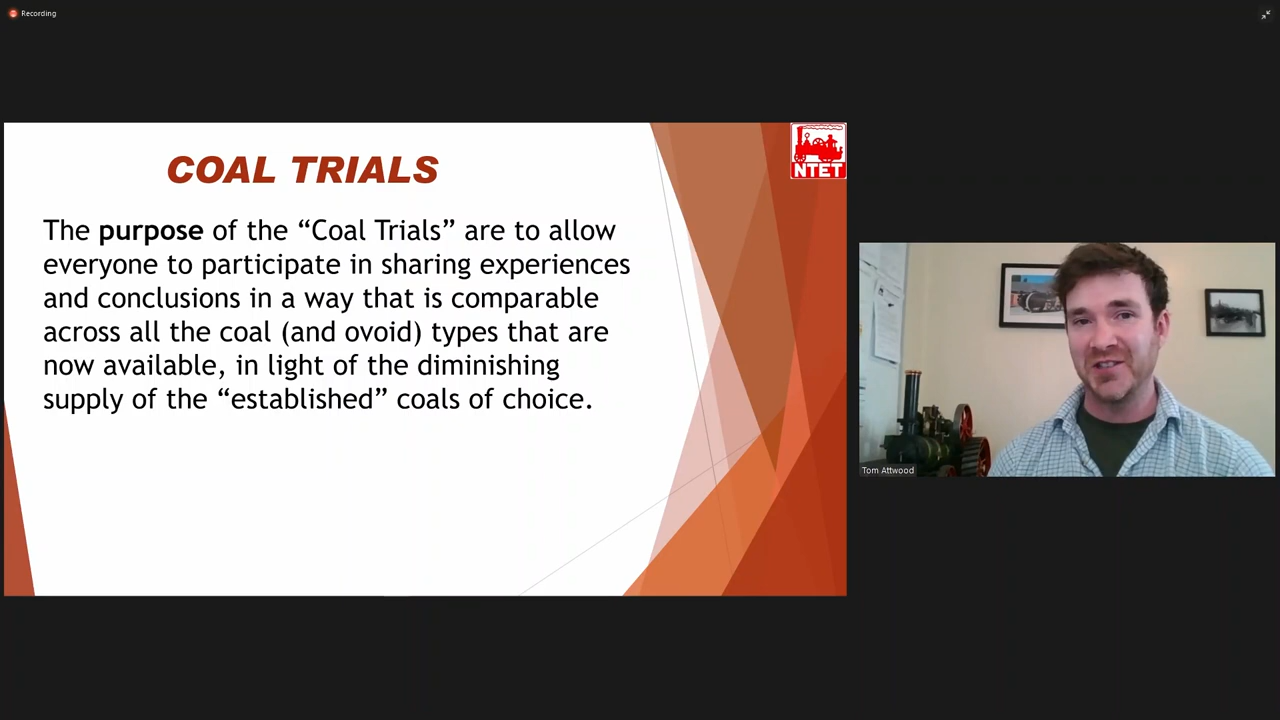 Recording
COAL TRIALS
NTET
The purpose of the “Coal Trials” are to allow
everyone to participate in sharing experiences
and conclusions in a way that is comparable
across all the coal (and ovoid) types that are
now available, in light of the diminishing
supply of the “established” coals of choice.
Tom Attwood